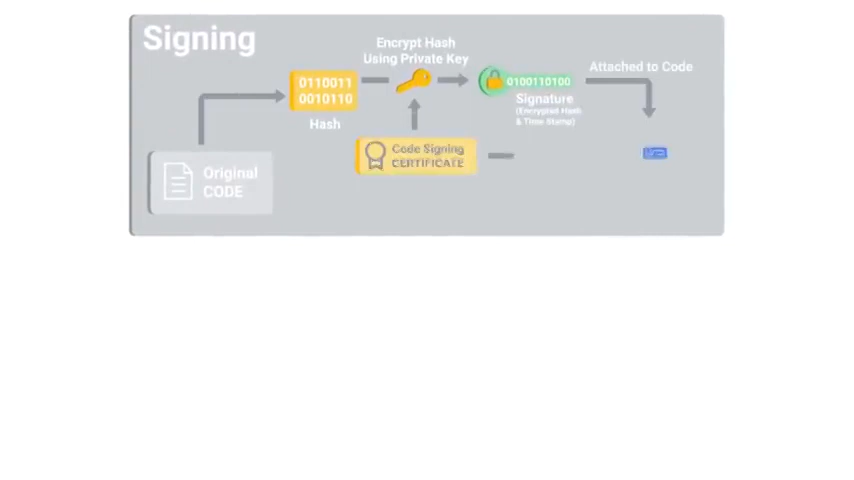 Signing
Encrypt Hash
Using Private Key
0110011
0010110
Hash
0100110100
Signature
(Encrypted Hash
& Time Stamp)
Attached to Code
Code Signing
CERTIFICATE
Original
CODE